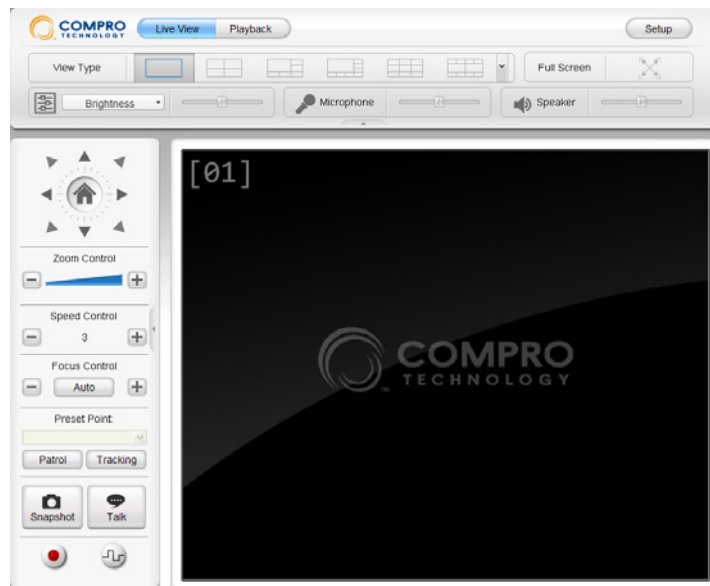 COMPRO
TECHNOLOGY
Live View
Playback
Setup
View Type
Full Screen
Brightness
Microphone
Speaker
[01]
Zoom Control
Speed Control
3
Focus Control
Auto
Preset Point
Patrol
Tracking
Snapshot
Talk
COMPRO
TECHNOLOGY